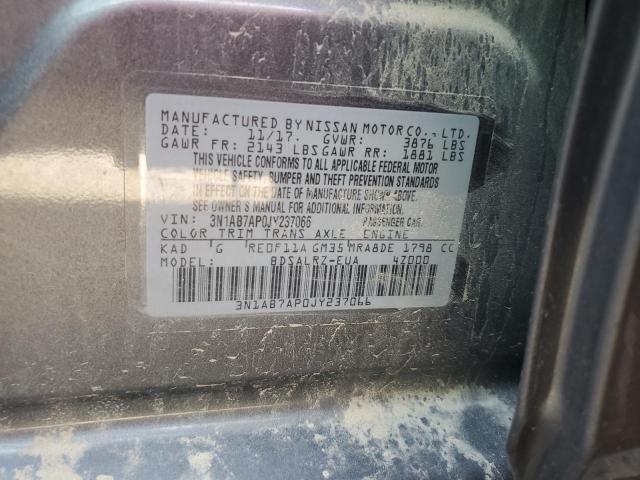 MANUFACTURED BY NISSAN MOTOR CO., LTD.
DATE: 11/17. GVWR: 3876 LBS
GAWR FR: 2143 LBS GAWR RR: 1881 LBS
THIS VEHICLE CONFORMS TO ALL APPLICABLE FEDERAL MOTOR
VEHICLE SAFETY, BUMPER AND THEFT PREVENTION STANDARDS
IN EFFECT ON THE DATE OF MANUFACTURE SHOWN ABOVE.
SEE OWNER'S MANUAL FOR ADDITIONAL INFORMATION.
VIN: 3N1AB7AP0JY237066 PASSENGER CAR.
COLOR TRIM TRANS AXLE ENGINE
KAD G RE0F11A GM35 MRA8DE 1798 CC
BDSALRZ-EUA 4Z000
3N1AB7AP0JY237066